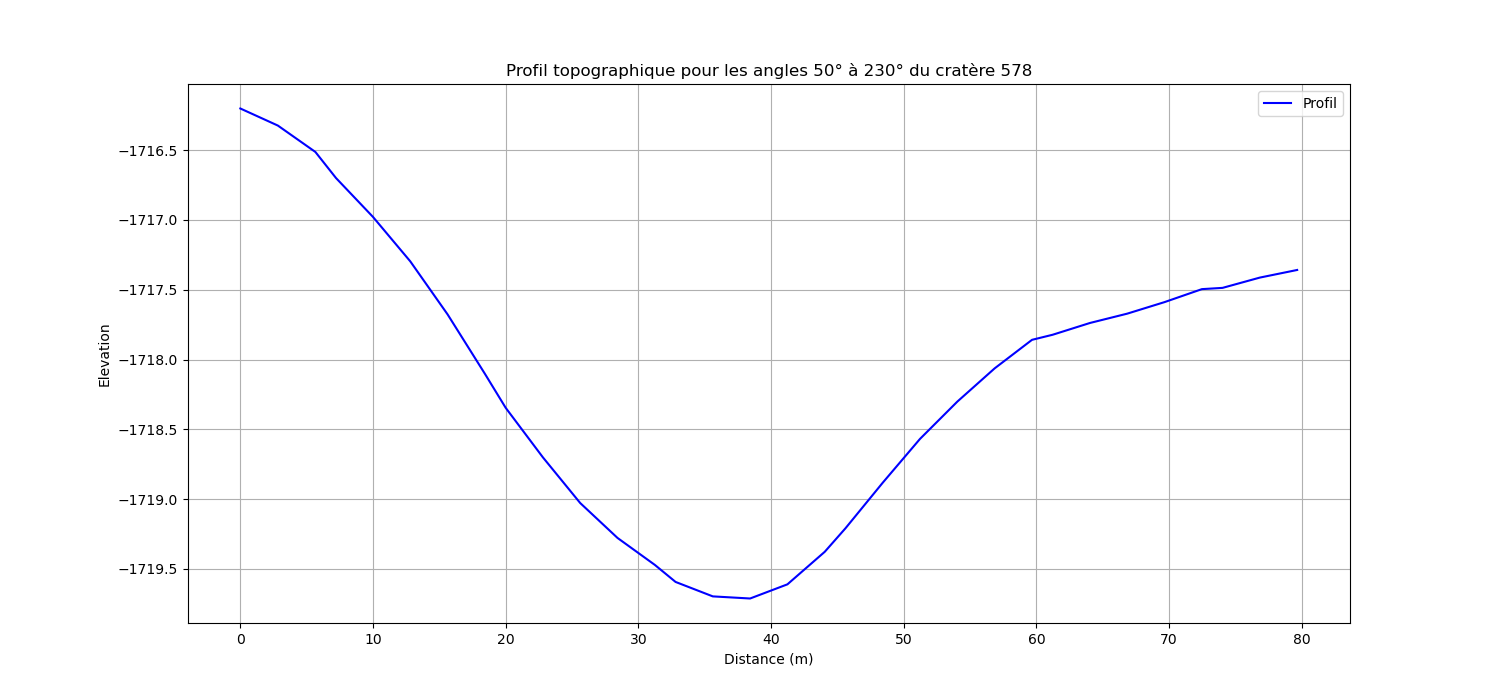 Profil topographique pour les angles 50° à 230° du cratère 578
Profil
−1716.5
−1717.0
−1717.5
−1718.0
−1718.5
−1719.0
−1719.5
Elevation
0 10 20 30 40 50 60 70 80
Distance (m)